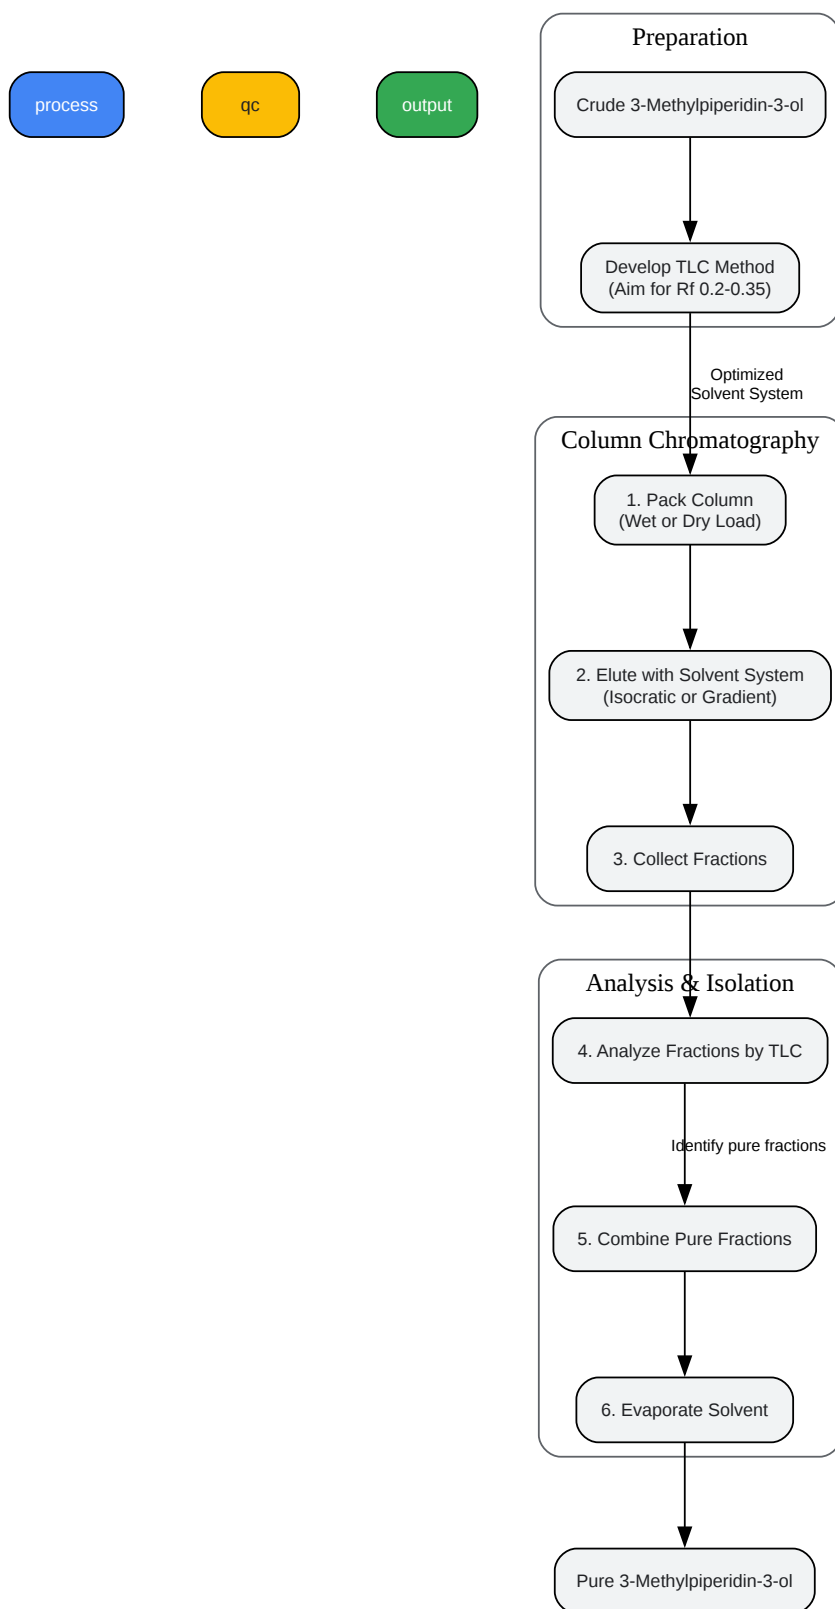 Preparation
process
qc
output
Crude 3-Methylpiperidin-3-ol
Develop TLC Method
(Aim for Rf 0.2-0.35)
Optimized
Solvent System
Column Chromatography
1. Pack Column
(Wet or Dry Load)
2. Elute with Solvent System
(Isocratic or Gradient)
3. Collect Fractions
Analysis & Isolation
4. Analyze Fractions by TLC
Identify pure fractions
5. Combine Pure Fractions
6. Evaporate Solvent
Pure 3-Methylpiperidin-3-ol